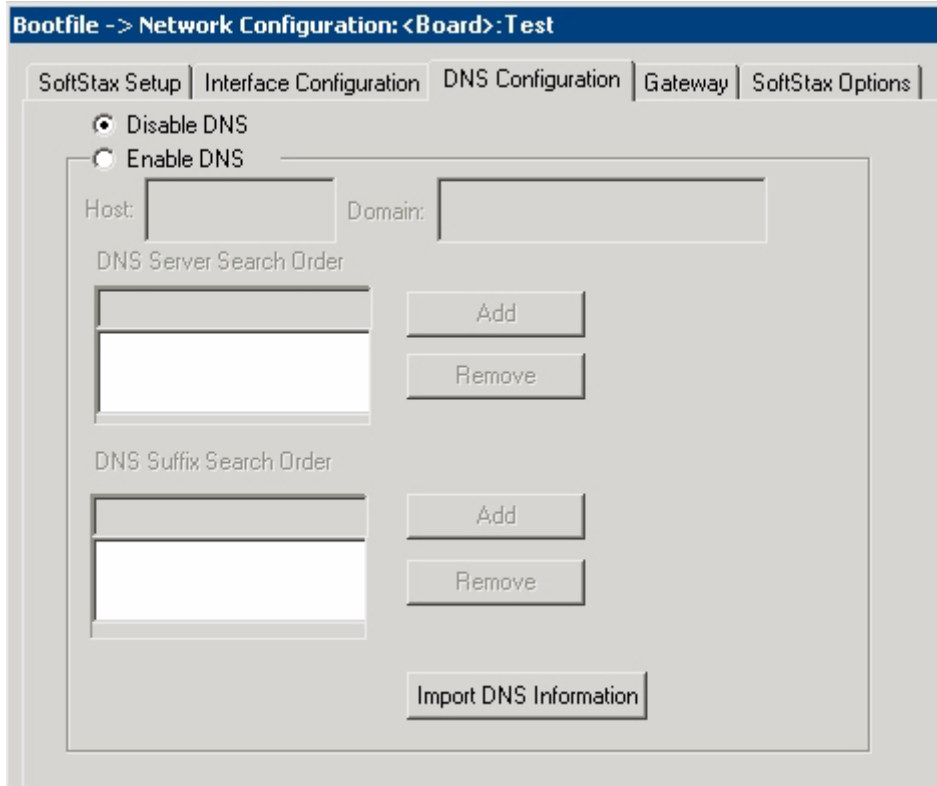 Bootfile -> Network Configuration:<Board>:Test
SoftStax Setup Interface Configuration DNS Configuration Gateway SoftStax Options
Disable DNS
Enable DNS
Host: Domain:
DNS Server Search Order
Add
Remove
DNS Suffix Search Order
Add
Remove
Import DNS Information